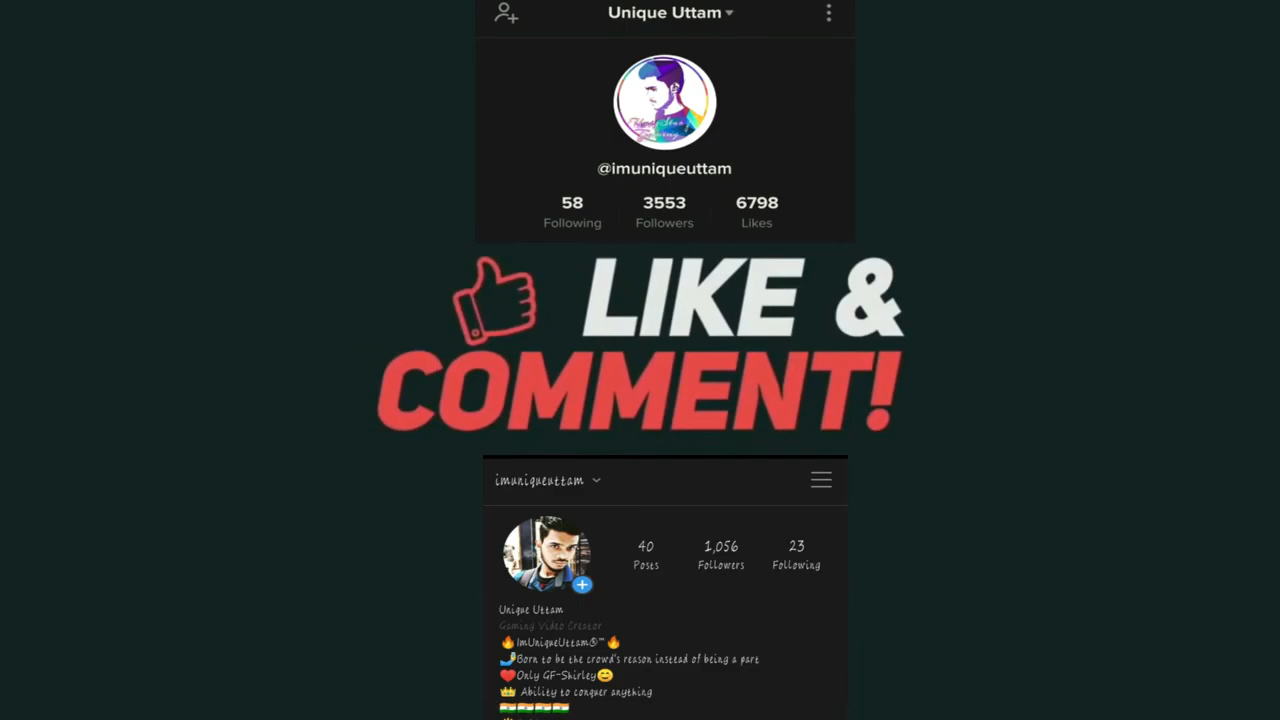 Unique Uttam
@imuniqueuttam
58 3553 6798
Following Followers Likes
LIKE &
COMMENT!
imuniqueuttam
40 1,056 23
Posts Followers Following
Unique Uttam
Gaming Video Creator
🔥ImUniqueUttam®™🔥
🤳Born to be the crowd's reason instead of being a part
❤️Only GF-Shirley😊
👑 Ability to conquer anything
🇮🇳🇮🇳🇮🇳🇮🇳